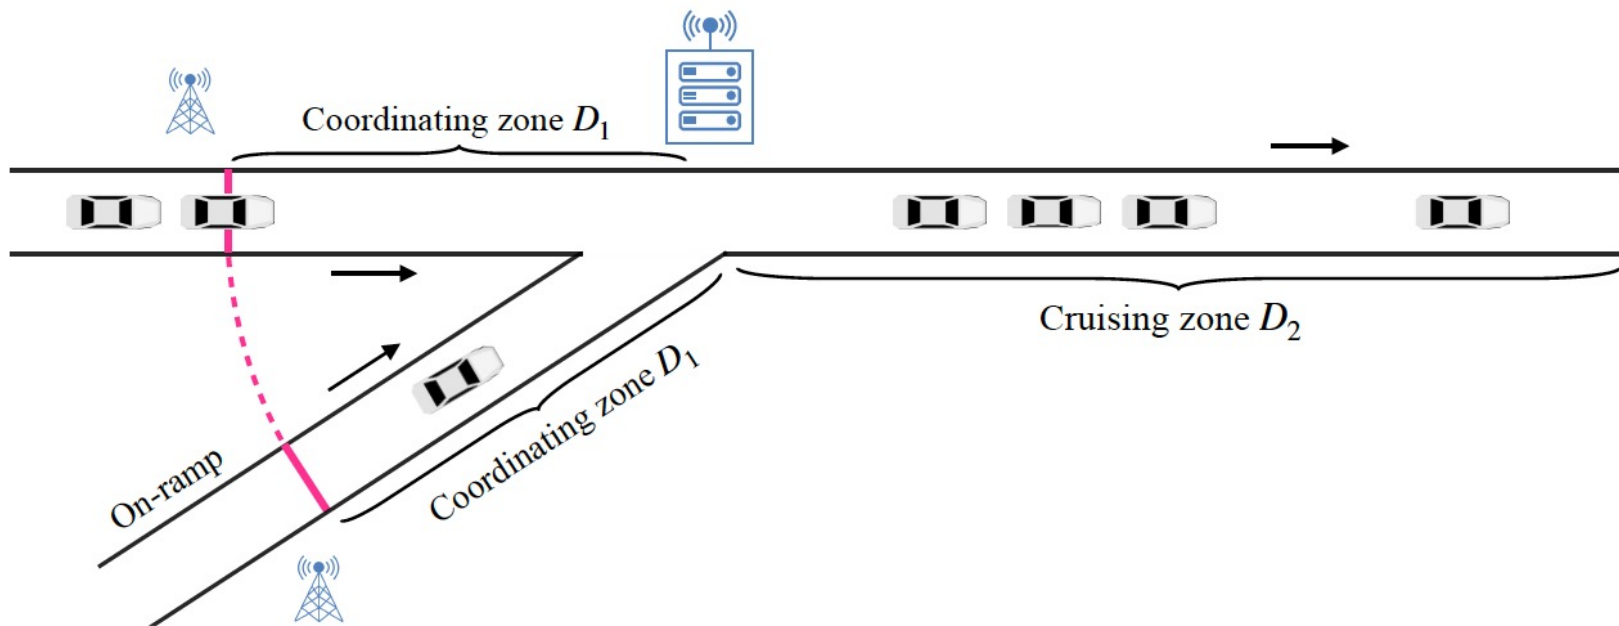 Coordinating zone D₁
Cruising zone D₂
Coordinating zone D₁
On-ramp